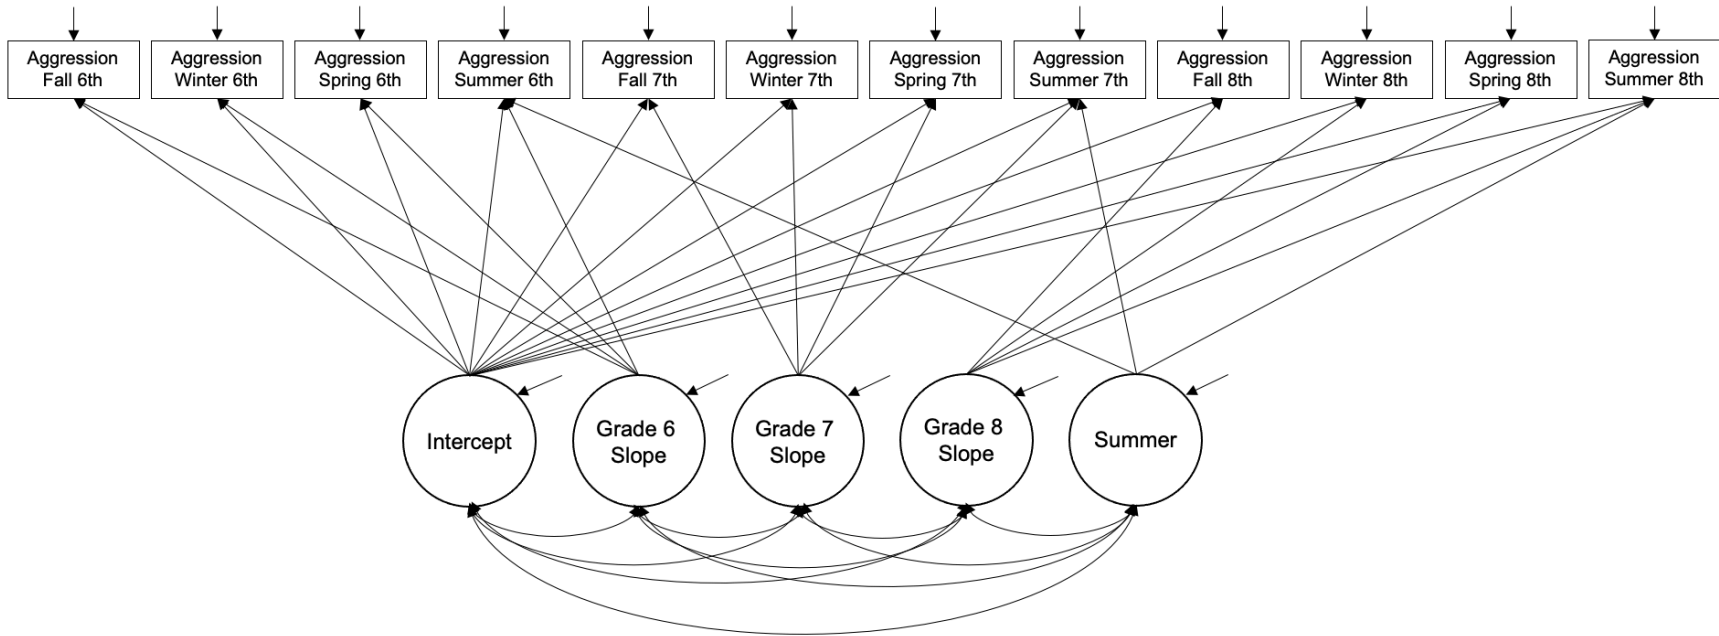 Aggression
Fall 6th
Aggression
Winter 6th
Aggression
Spring 6th
Aggression
Summer 6th
Aggression
Fall 7th
Aggression
Winter 7th
Aggression
Spring 7th
Aggression
Summer 7th
Aggression
Fall 8th
Aggression
Winter 8th
Aggression
Spring 8th
Aggression
Summer 8th
Intercept
Grade 6
Slope
Grade 7
Slope
Grade 8
Slope
Summer